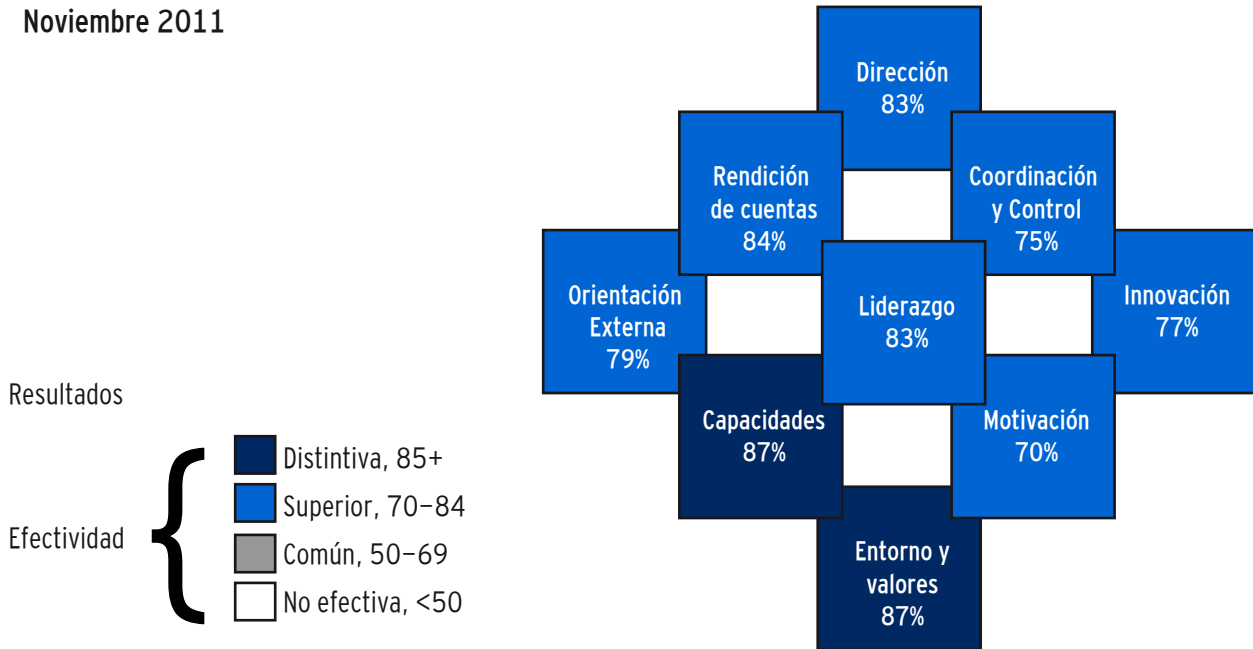 Noviembre 2011
Dirección
83%
Rendición
de cuentas
84%
Coordinación
y Control
75%
Orientación
Externa
79%
Liderazgo
83%
Innovación
77%
Capacidades
87%
Motivación
70%
Entorno y
valores
87%
Resultados
Efectividad
Distintiva, 85+
Superior, 70–84
Común, 50–69
No efectiva, <50